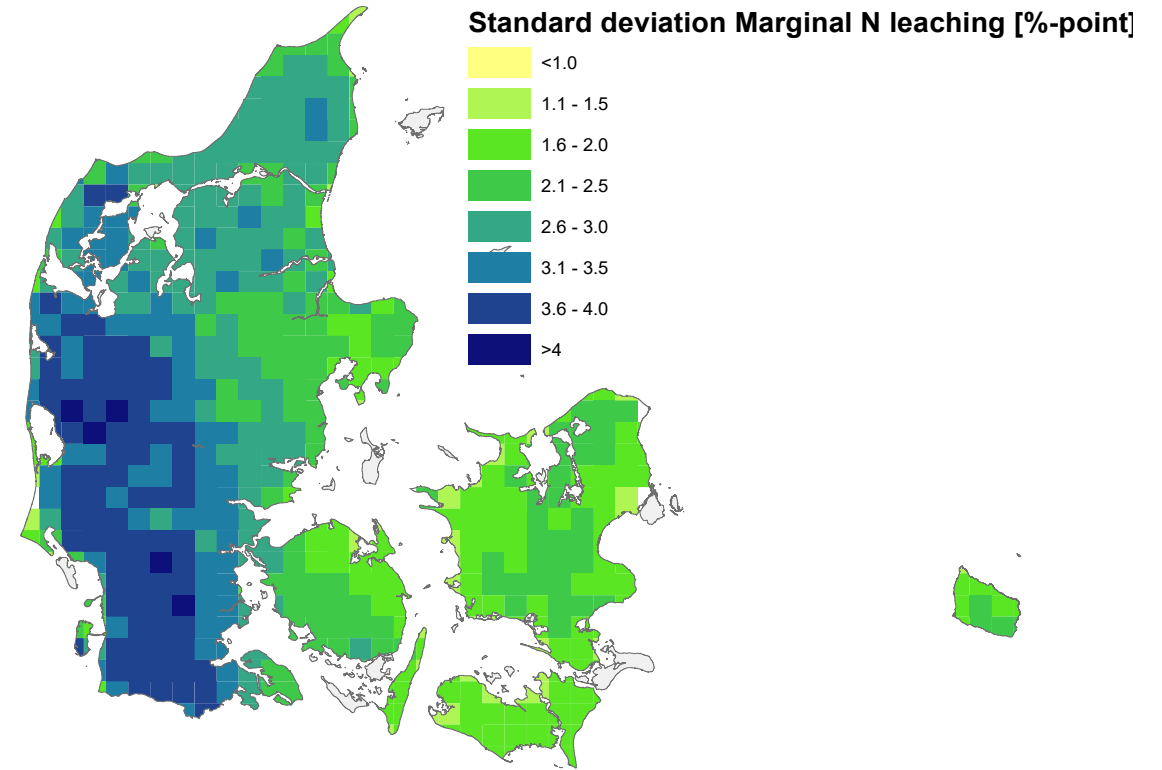 Standard deviation Marginal N leaching [%-point]
<1.0
1.1 - 1.5
1.6 - 2.0
2.1 - 2.5
2.6 - 3.0
3.1 - 3.5
3.6 - 4.0
>4